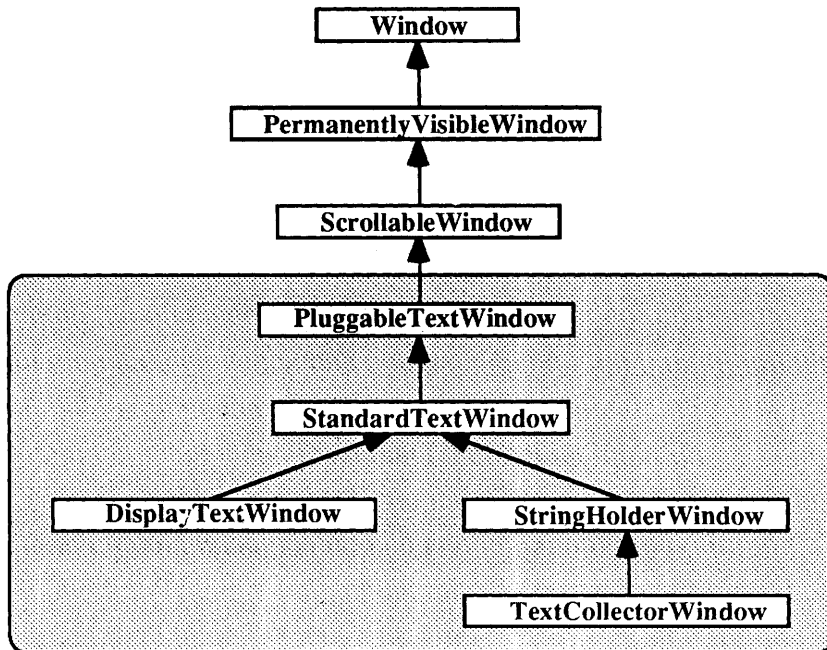 Window
PermanentlyVisibleWindow
ScrollableWindow
PluggableTextWindow
StandardTextWindow
DisplayTextWindow
StringHolderWindow
TextCollectorWindow